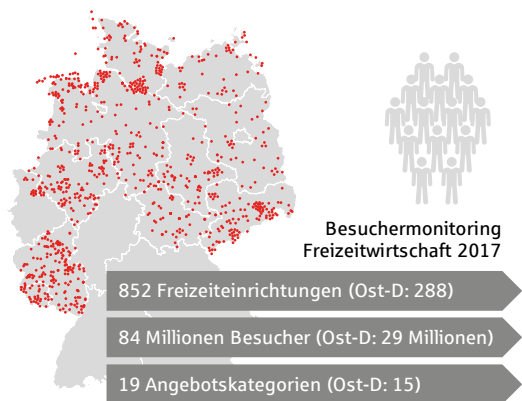 Besuchermonitoring
Freizeitwirtschaft 2017
852 Freizeiteinrichtungen (Ost-D: 288)
84 Millionen Besucher (Ost-D: 29 Millionen)
19 Angebotskategorien (Ost-D: 15)